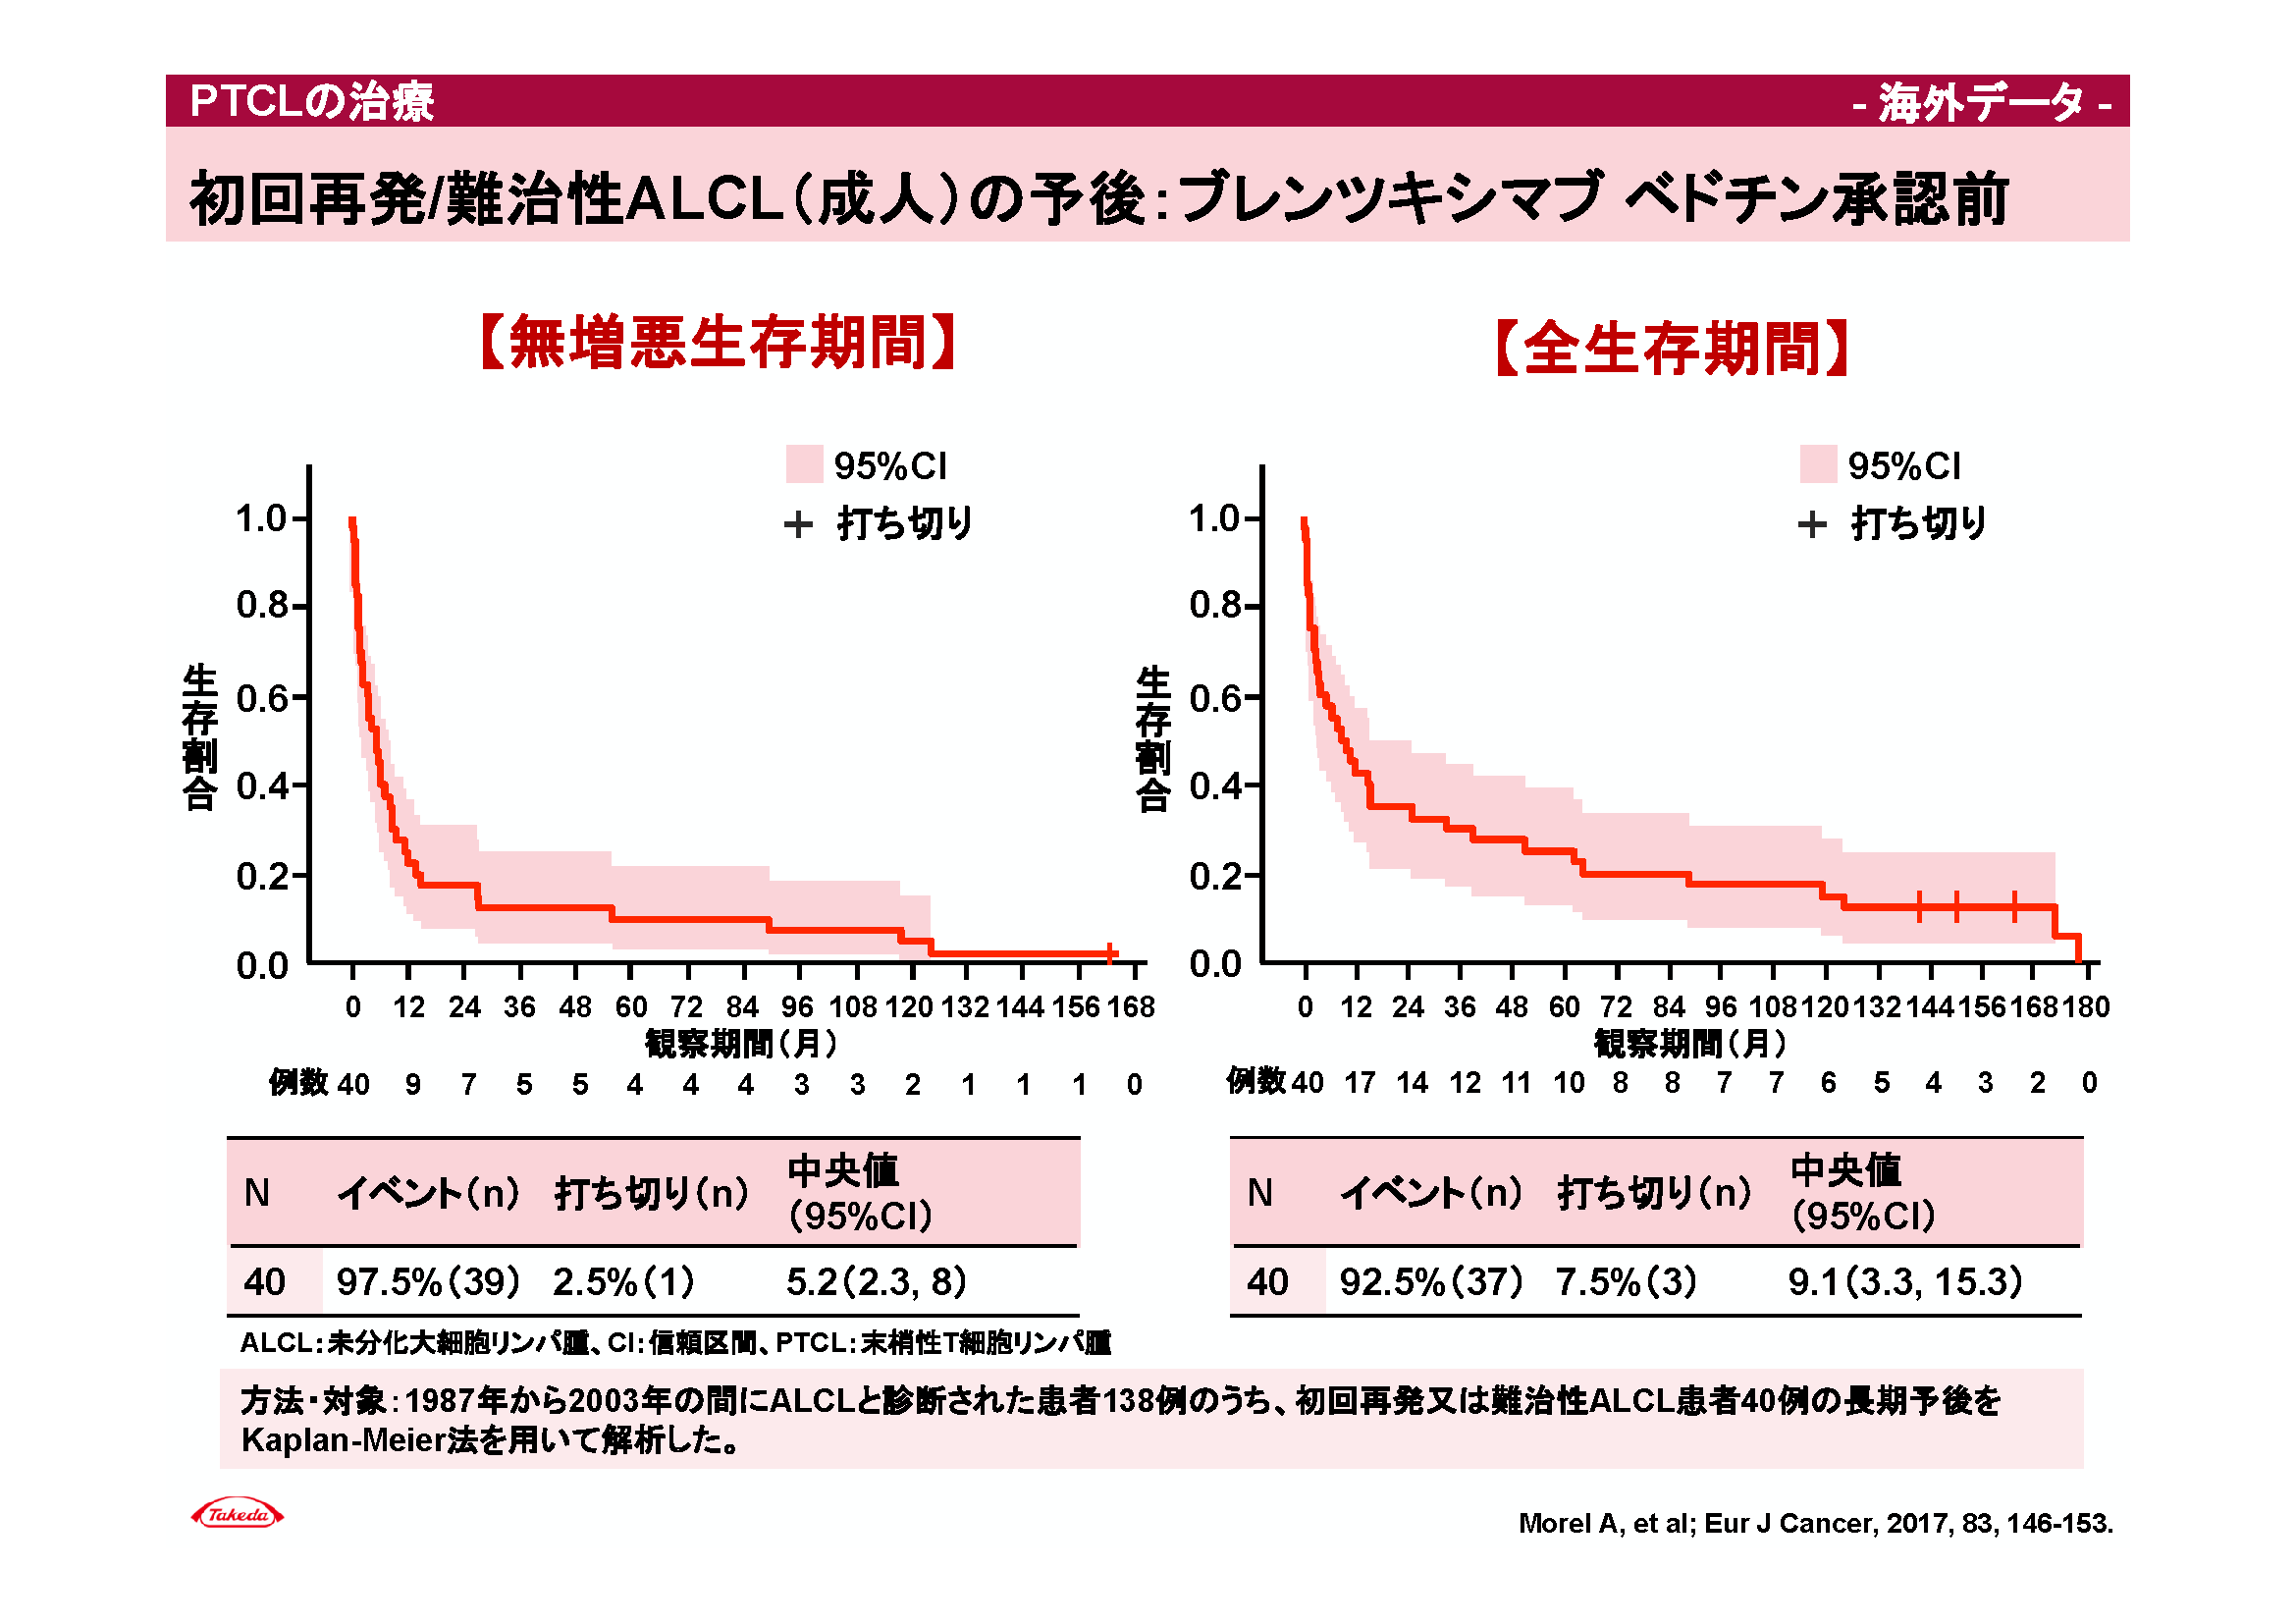 PTCLの治療
- 海外データ -
初回再発/難治性ALCL（成人）の予後：ブレンツキシマブ ベドチン承認前
【無増悪生存期間】
95%CI
打ち切り
生存割合
1.0
0.8
0.6
0.4
0.2
0.0
0 12 24 36 48 60 72 84 96 108 120 132 144 156 168
観察期間（月）
例数 40 9 7 5 5 4 4 4 3 3 2 1 1 1 0
N イベント（n） 打ち切り（n） 中央値
（95%CI）
40 97.5%（39） 2.5%（1） 5.2（2.3, 8）
【全生存期間】
95%CI
打ち切り
生存割合
1.0
0.8
0.6
0.4
0.2
0.0
0 12 24 36 48 60 72 84 96 108 120 132 144 156 168 180
観察期間（月）
例数 40 17 14 12 11 10 8 8 7 7 6 5 4 3 2 0
N イベント（n） 打ち切り（n） 中央値
（95%CI）
40 92.5%（37） 7.5%（3） 9.1（3.3, 15.3）
ALCL：未分化大細胞リンパ腫、CI：信頼区間、PTCL：末梢性T細胞リンパ腫
方法・対象：1987年から2003年の間にALCLと診断された患者138例のうち、初回再発又は難治性ALCL患者40例の長期予後を
Kaplan-Meier法を用いて解析した。
Takeda
Morel A, et al; Eur J Cancer, 2017, 83, 146-153.